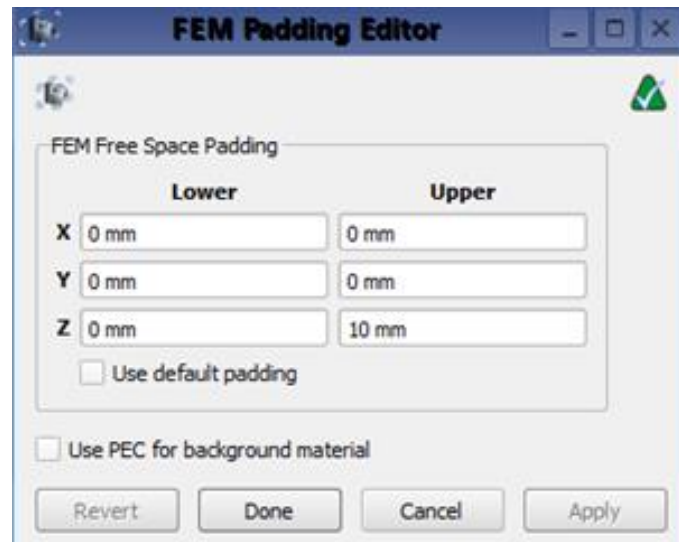 FEM Padding Editor
FEM Free Space Padding
Lower Upper
X 0 mm 0 mm
Y 0 mm 0 mm
Z 0 mm 10 mm
Use default padding
Use PEC for background material
Revert Done Cancel Apply